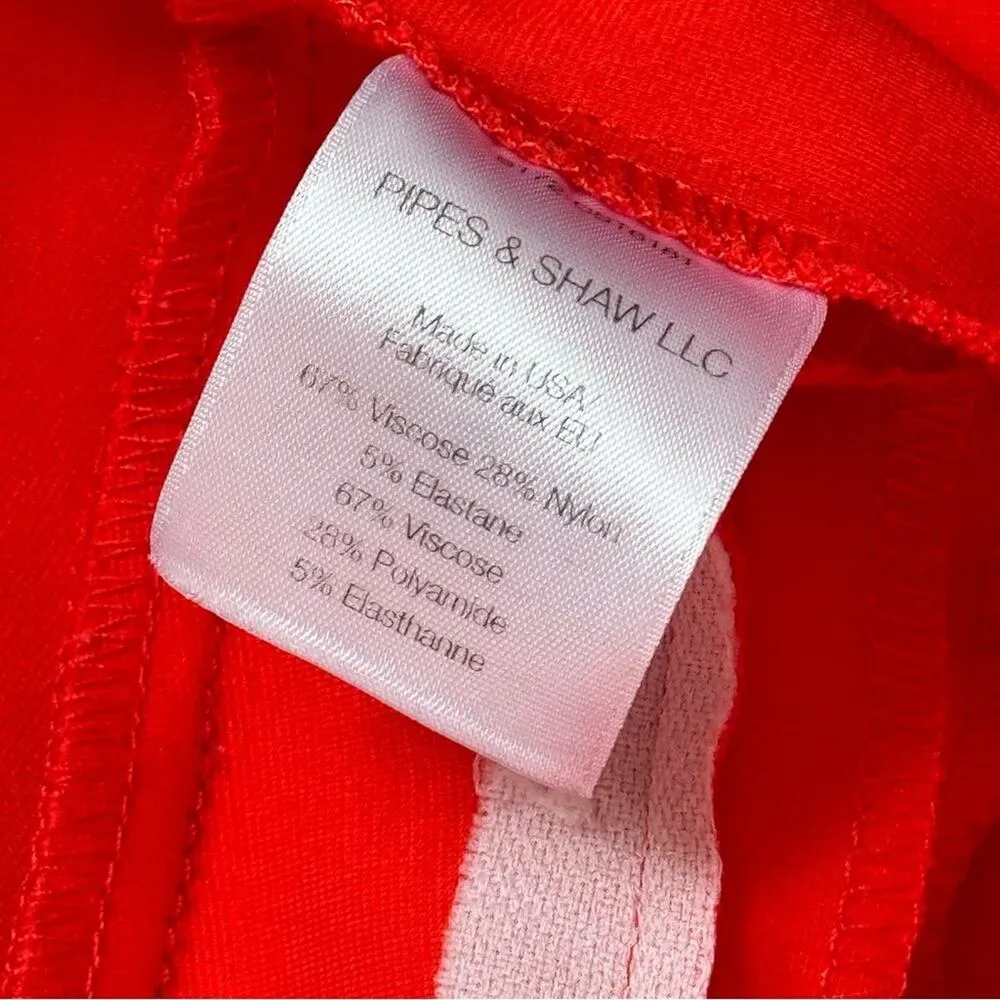 PIPES & SHAW LLC
Made in USA/
Fabriqué aux EU
67% Viscose 28% Nylon
5% Elastane
67% Viscose
28% Polyamide
5% Elasthanne